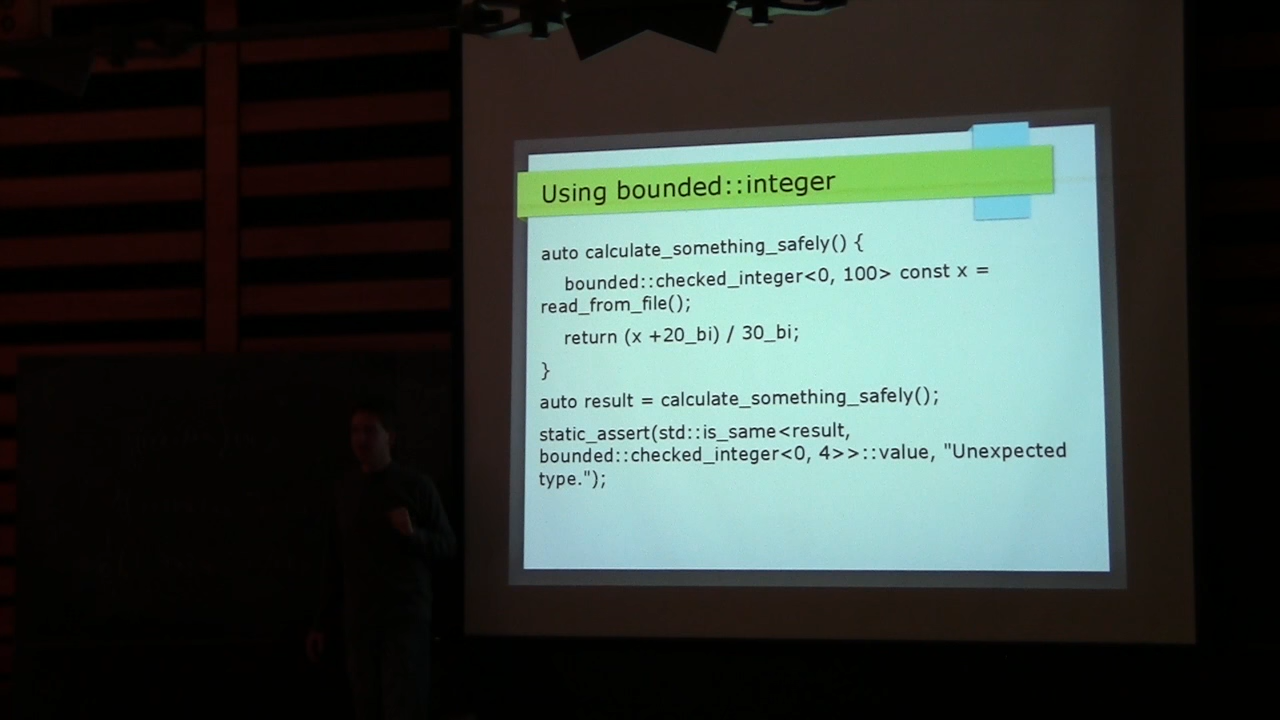 Using bounded::integer
auto calculate_something_safely() {
bounded::checked_integer<0, 100> const x =
read_from_file();
return (x +20_bi) / 30_bi;
}
auto result = calculate_something_safely();
static_assert(std::is_same<result,
bounded::checked_integer<0, 4>>::value, "Unexpected
type.");